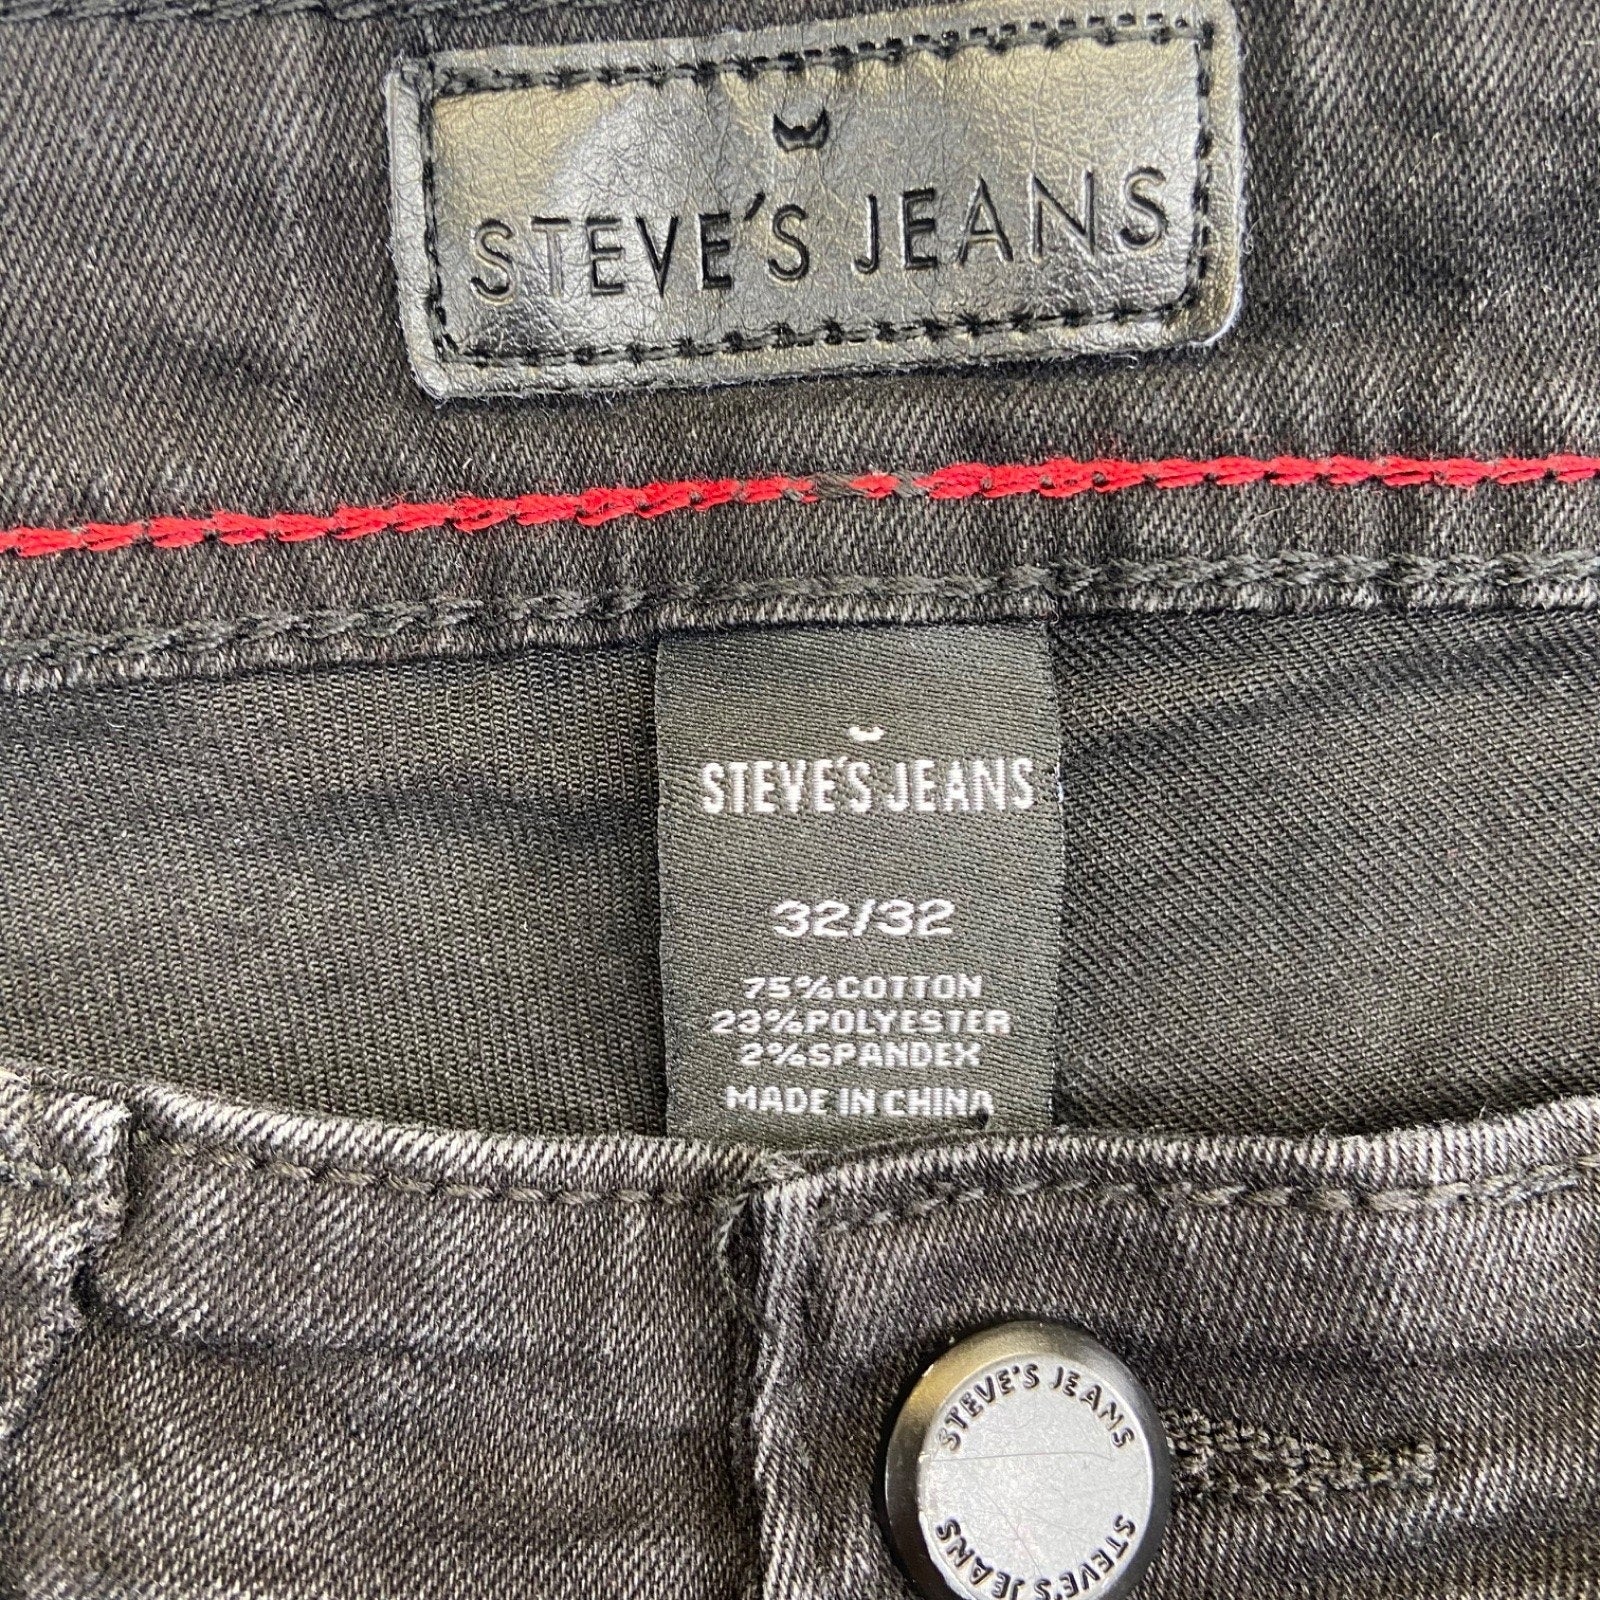 STEVE'S JEANS
STEVE'S JEANS
32/32
75%COTTON
23%POLYESTER
2%SPANDEX
MADE IN CHINA
STEVE'S JEANS
STEVE'S JEANS